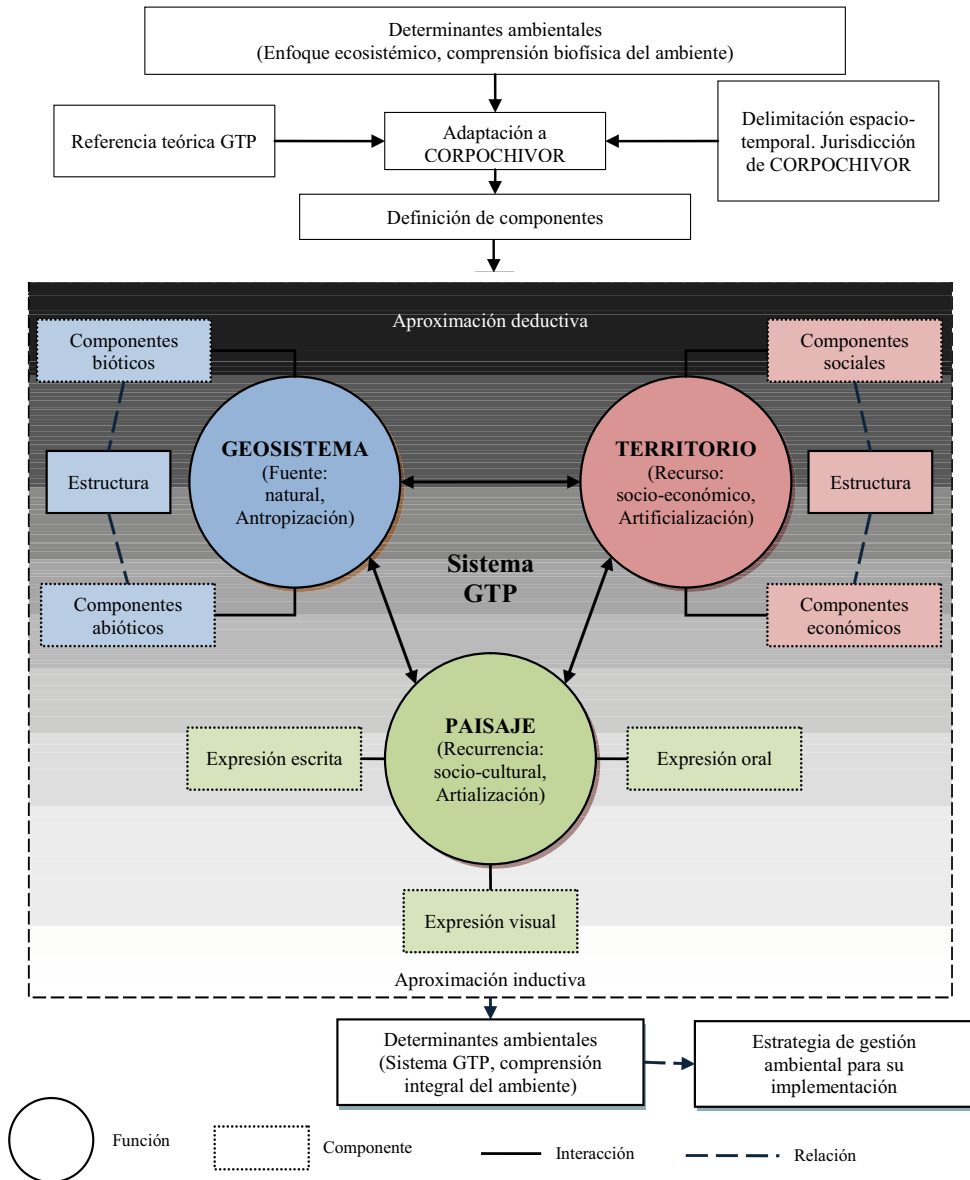 Determinantes ambientales
(Enfoque ecosistémico, comprensión biofísica del ambiente)
Referencia teórica GTP
Adaptación a
CORPOCHIVOR
Delimitación espacio-
temporal. Jurisdicción
de CORPOCHIVOR
Definición de componentes
Aproximación deductiva
Componentes
bióticos
Componentes
sociales
GEOSISTEMA
(Fuente:
natural,
Antropización)
TERRITORIO
(Recurso:
socio-económico,
Artificialización)
Estructura
Estructura
Sistema
GTP
Componentes
abióticos
Componentes
económicos
PAISAJE
(Recurrencia:
socio-cultural,
Artialización)
Expresión escrita
Expresión oral
Expresión visual
Aproximación inductiva
Determinantes ambientales
(Sistema GTP, comprensión
integral del ambiente)
Estrategia de gestión
ambiental para su
implementación
Función
Componente
Interacción
Relación